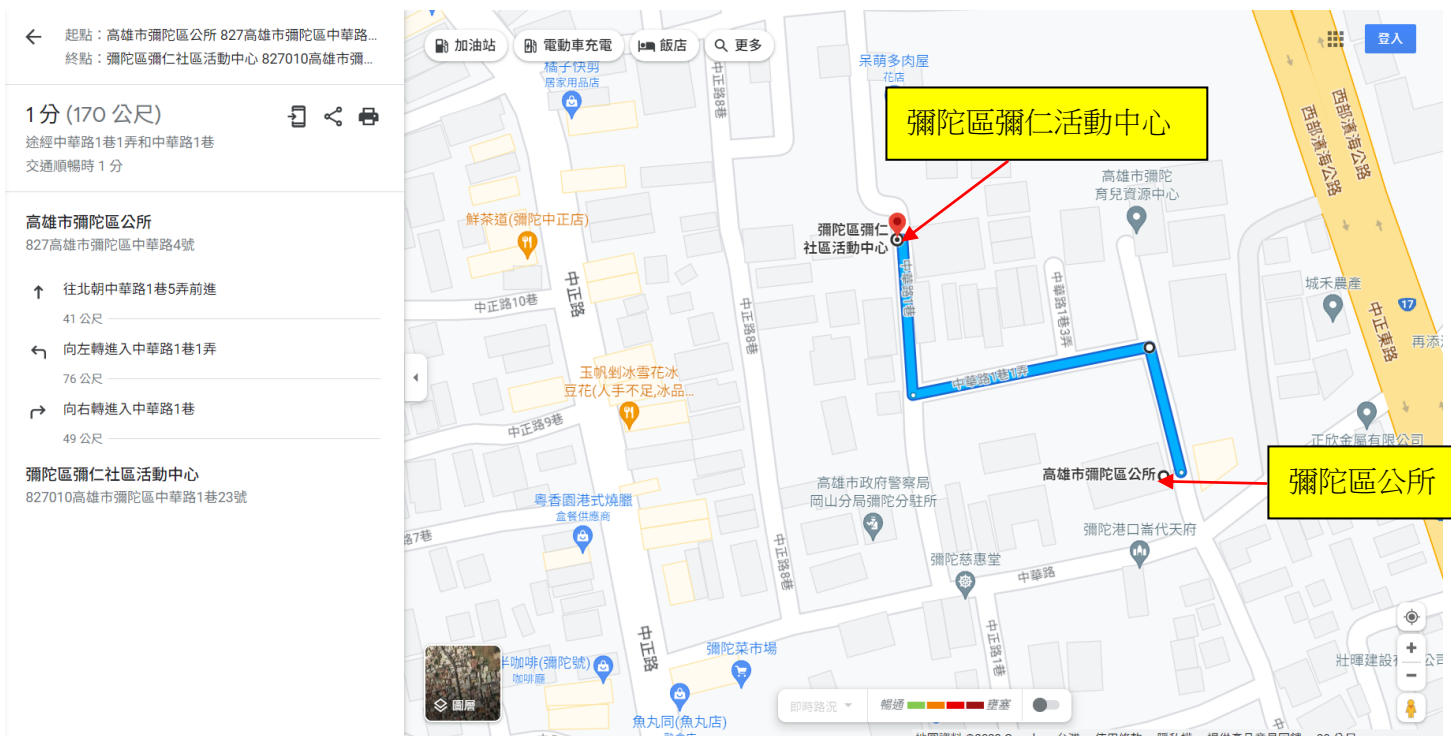 起點：高雄市彌陀區公所 827高雄市彌陀區中華路...
終點：彌陀區彌仁社區活動中心 827010高雄市彌...
1 分 (170 公尺)
途經中華路1巷1弄和中華路1巷
交通順暢時 1 分
高雄市彌陀區公所
827高雄市彌陀區中華路4號
往北朝中華路1巷5弄前進
41 公尺
向左轉進入中華路1巷1弄
76 公尺
向右轉進入中華路1巷
49 公尺
彌陀區彌仁社區活動中心
827010高雄市彌陀區中華路1巷23號
加油站
電動車充電
飯店
更多
登入
橘子快剪
居家用品店
中正路8巷
呆萌多肉屋
花店
彌陀區彌仁活動中心
西部濱海公路
西部濱海公路
高雄市彌陀
育兒資源中心
鮮茶道(彌陀中正店)
彌陀區彌仁
社區活動中心
中華路1巷
中正路
中正路10巷
中正路8巷
中華路1巷3弄
城禾農產
17
中正東路
再添
玉帆剉冰雪花冰
豆花(人手不足,冰品...
中華路1巷1弄
中正路9巷
正欣金屬有限公司
高雄市彌陀區公所
彌陀區公所
高雄市政府警察局
岡山分局彌陀分駐所
粵香園港式燒臘
盒餐供應商
彌陀港口崙代天府
路7巷
中正路8巷
彌陀慈惠堂
中華路
中正路1巷
中正路
彌陀菜市場
半咖啡(彌陀號)
咖啡廳
壯暉建設有
公司
圖層
魚丸同(魚丸店)
即時路況
暢通
壅塞